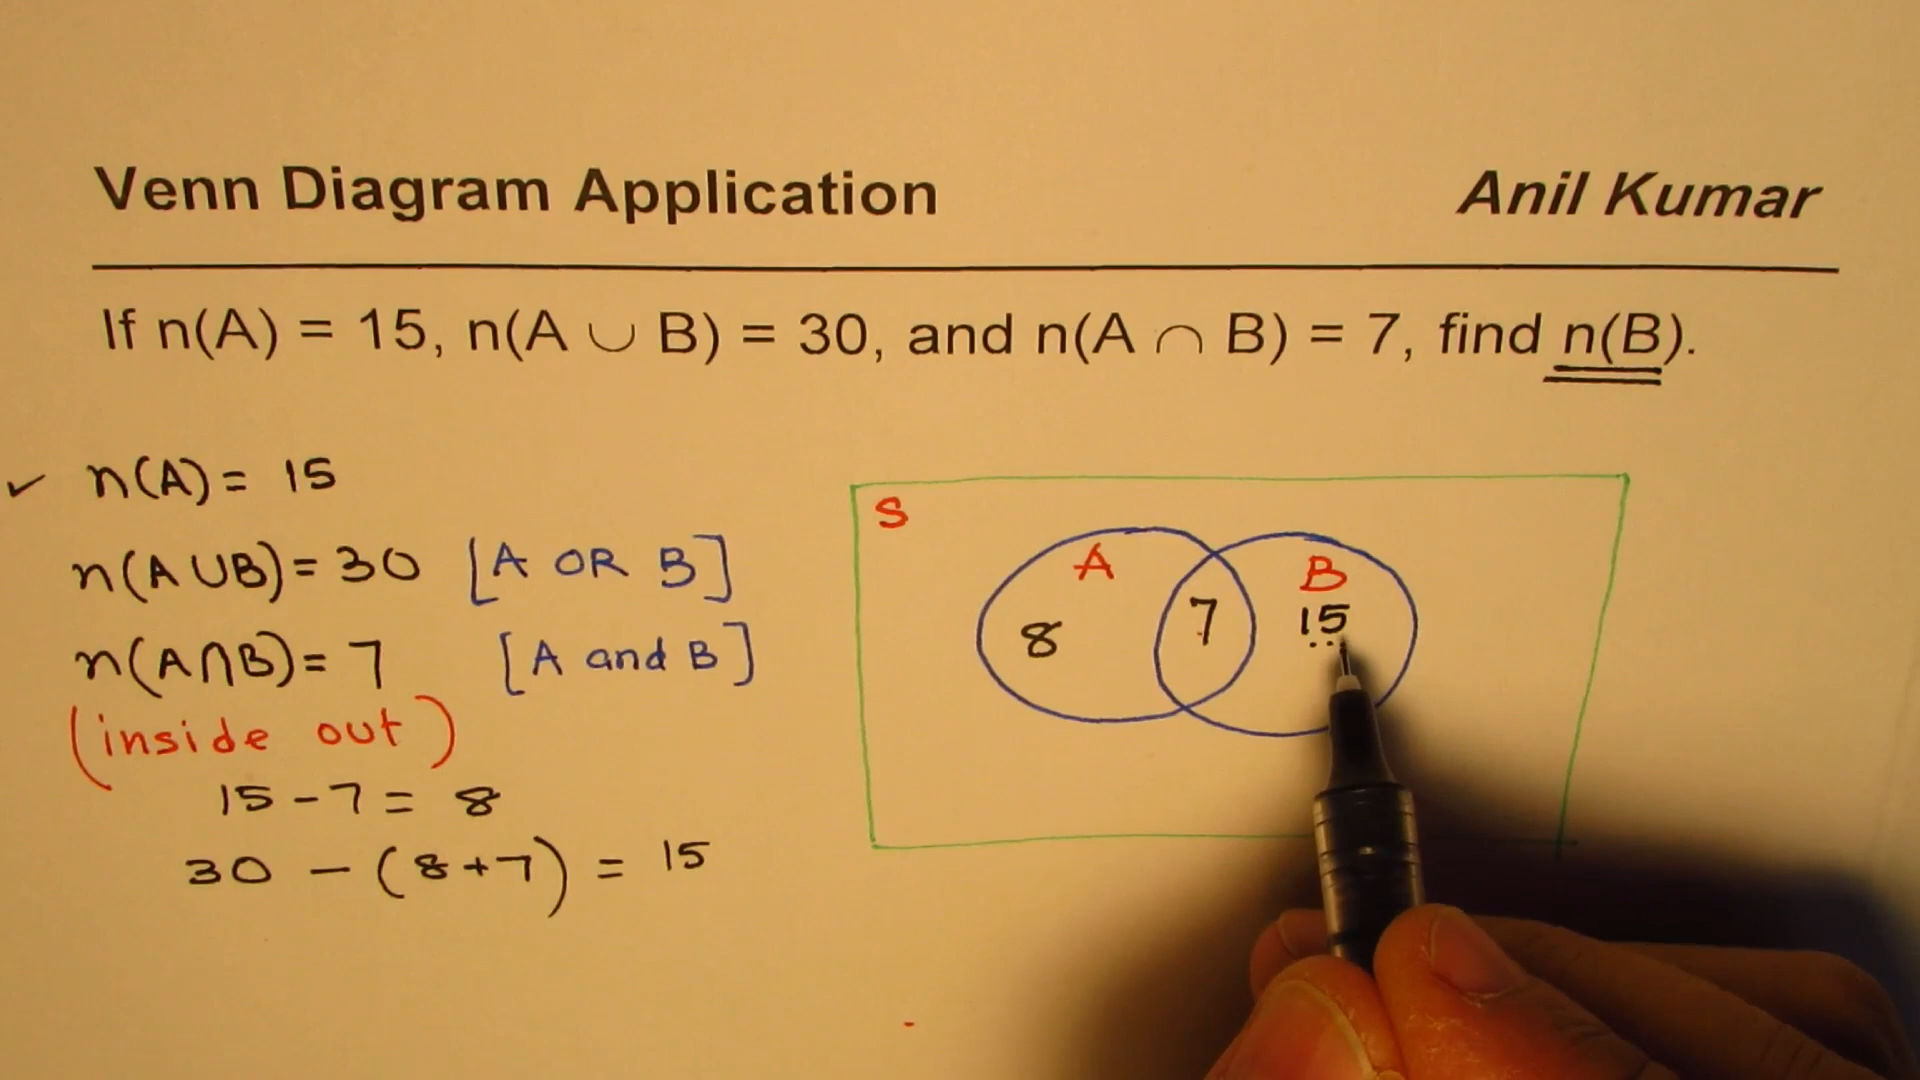 Venn Diagram Application
Anil Kumar
If n(A) = 15, n(A ∪ B) = 30, and n(A ∩ B) = 7, find n(B).
✓ n(A) = 15
n(A∪B) = 30 [A OR B]
n(A∩B) = 7 [A and B]
(inside out)
15 - 7 = 8
30 - (8+7) = 15
S
A
B
8
7
15